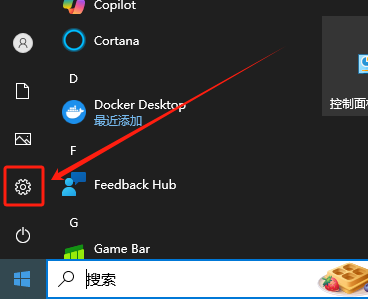 Copilot
Cortana
D
Docker Desktop
最近添加
F
Feedback Hub
G
Game Bar
控制面板
搜索